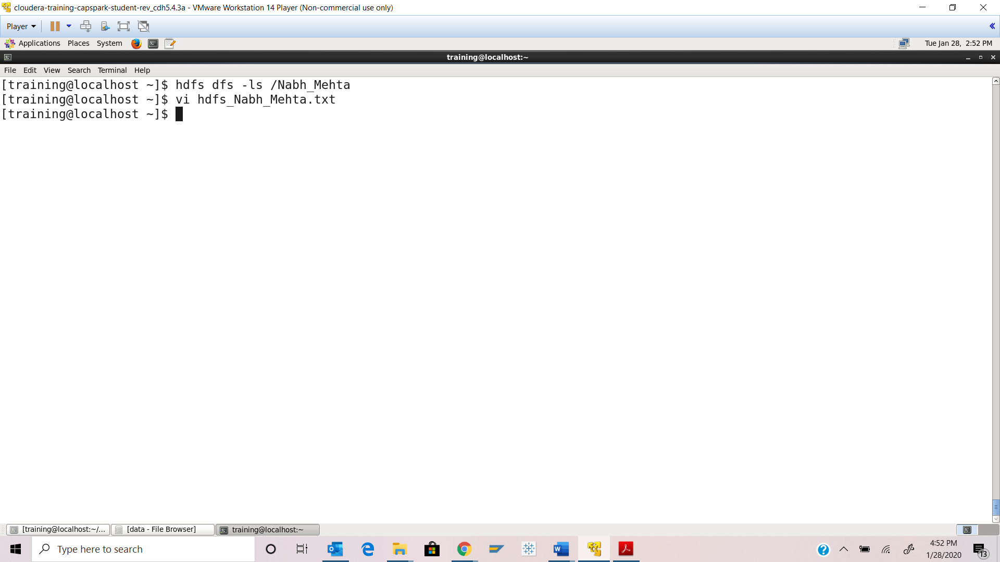 cloudera-training-capspark-student-rev_cdh5.4.3a - VMware Workstation 14 Player (Non-commercial use only)
Player
Applications Places System Tue Jan 28, 2:52 PM
training@localhost:~
File Edit View Search Terminal Help
[training@localhost ~]$ hdfs dfs -ls /Nabh_Mehta
[training@localhost ~]$ vi hdfs_Nabh_Mehta.txt
[training@localhost ~]$
[training@localhost:~/... [data - File Browser] training@localhost:~
Type here to search
4:52 PM
1/28/2020
13